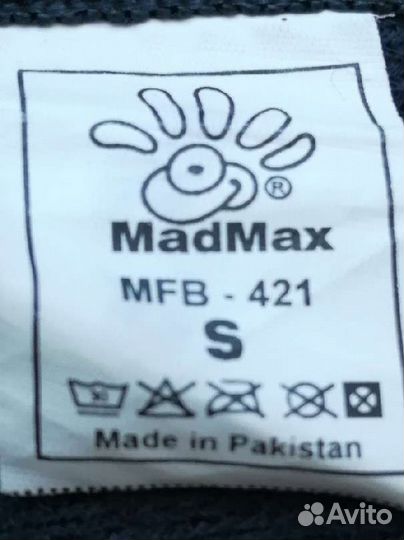 ®
MadMax
MFB - 421
S
Made in Pakistan
Avito